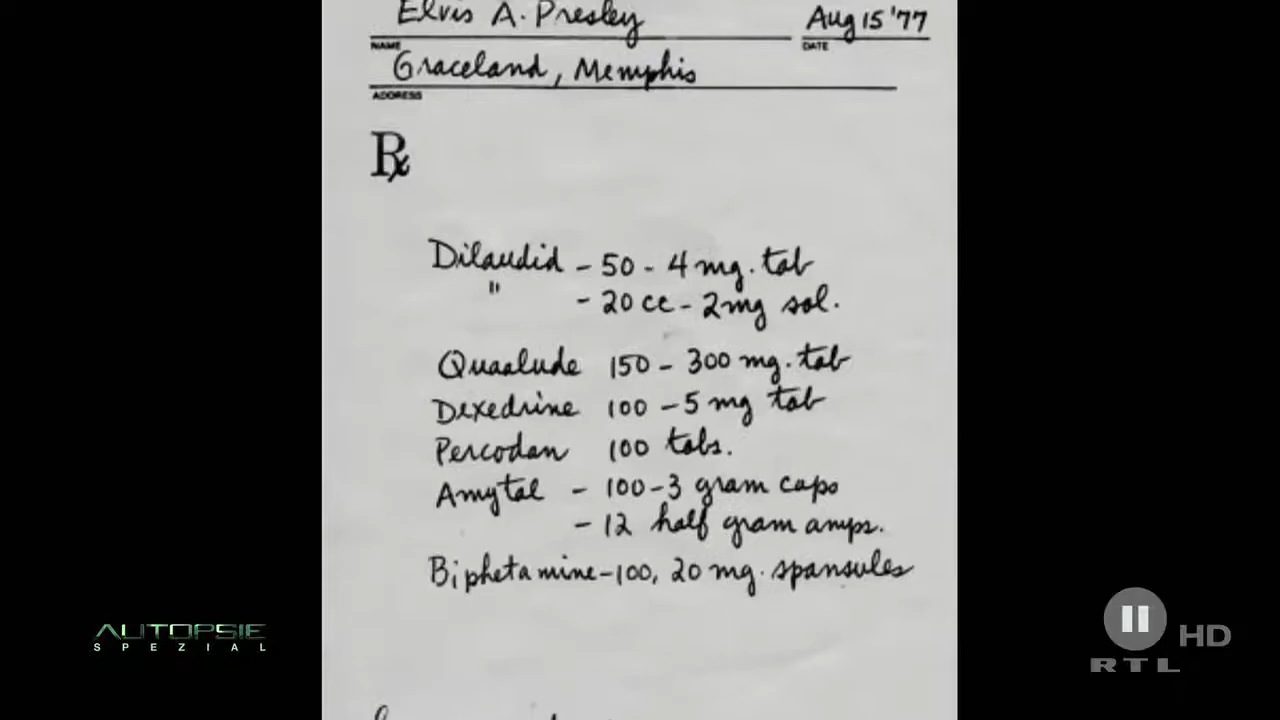 Elvis A. Presley
Aug 15 '77
NAME
DATE
Graceland, Memphis
ADDRESS
Rx
Dilaudid - 50 - 4 mg. tab
" - 20 cc - 2mg sol.
Quaalude 150 - 300 mg. tab
Dexedrine 100 - 5 mg tab
Percodan 100 tabs.
Amytal - 100 - 3 gram caps
- 12 half gram amps.
Biphetamine - 100, 20 mg. spansules
AUTOPSIE
SPEZIAL
II HD
RTL